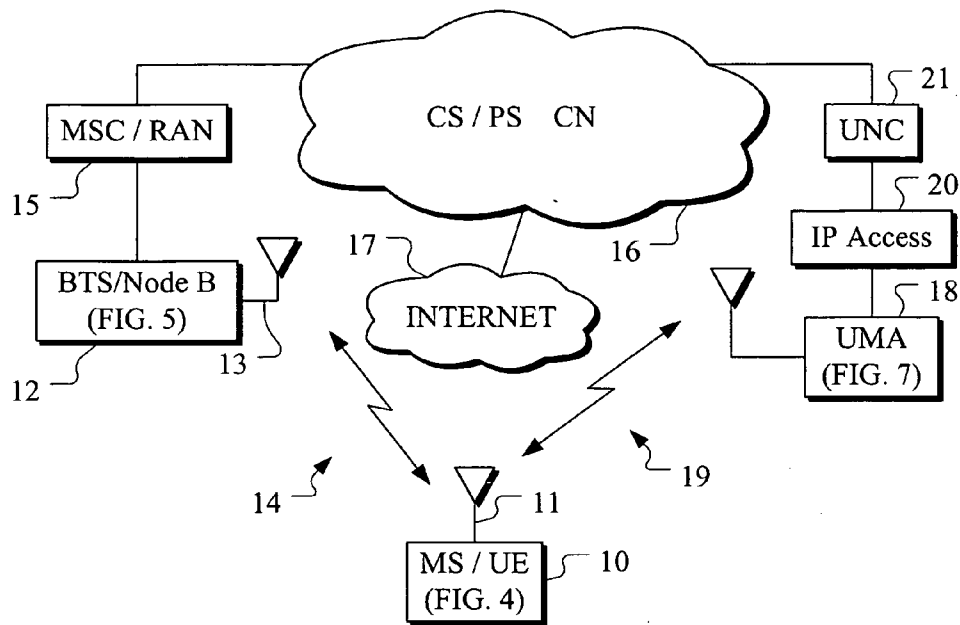 CS / PS CN
21
MSC / RAN
UNC
15
20
17
16
IP Access
BTS/Node B
(FIG. 5)
INTERNET
18
13
UMA
(FIG. 7)
12
14
19
11
MS / UE
(FIG. 4)
10